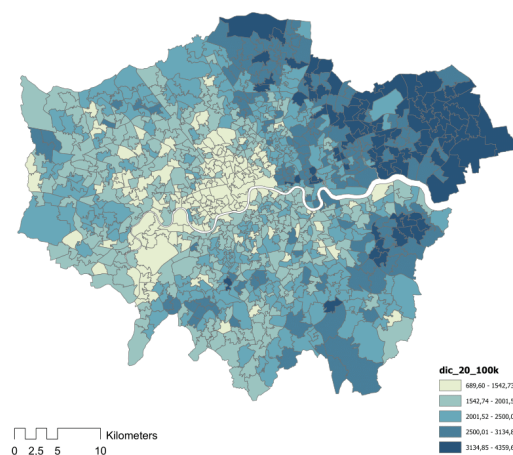 dic_20_100k
689,60 - 1542,73
1542,74 - 2001,5
2001,52 - 2500,0
2500,01 - 3134,8
3134,85 - 4359,6
Kilometers
0 2.5 5 10